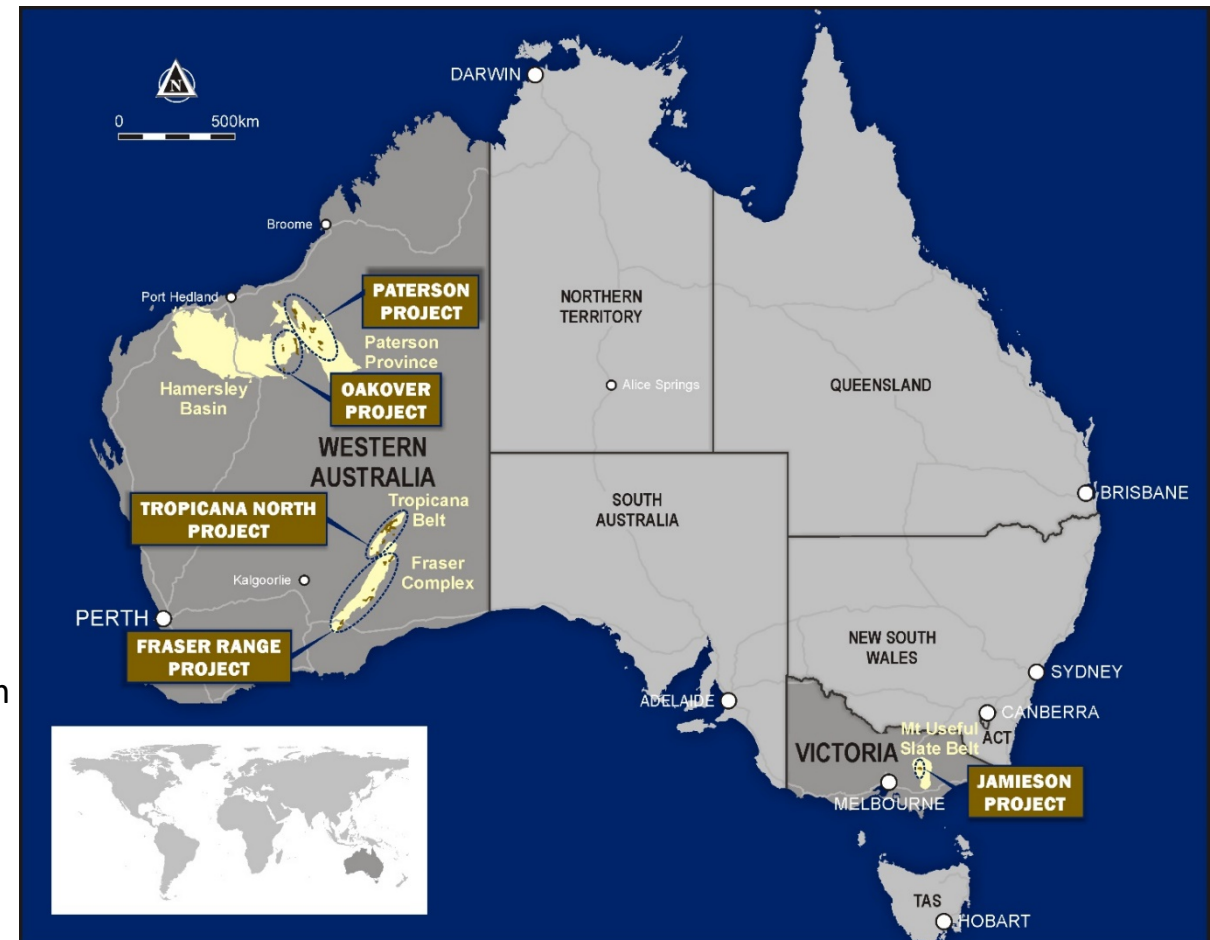 DARWIN
N
0 500km
Broome
Port Hedland
PATERSON
PROJECT
NORTHERN
TERRITORY
Paterson
Province
Hamersley
Basin
OAKOVER
PROJECT
Alice Springs
QUEENSLAND
WESTERN
AUSTRALIA
Tropicana
Belt
TROPICANA NORTH
PROJECT
SOUTH
AUSTRALIA
BRISBANE
Fraser
Complex
Kalgoorlie
PERTH
FRASER RANGE
PROJECT
NEW SOUTH
WALES
SYDNEY
n
ADELAIDE
CANBERRA
ACT
Mt Useful
Slate Belt
VICTORIA
JAMIESON
PROJECT
MELBOURNE
TAS
HOBART